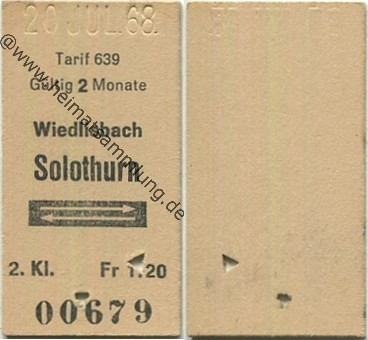 20 JUL. 68
Tarif 639
Gültig 2 Monate
Wiedlisbach
Solothurn
2. Kl. Fr 1.20
00679
@www.heimatsammlung.de